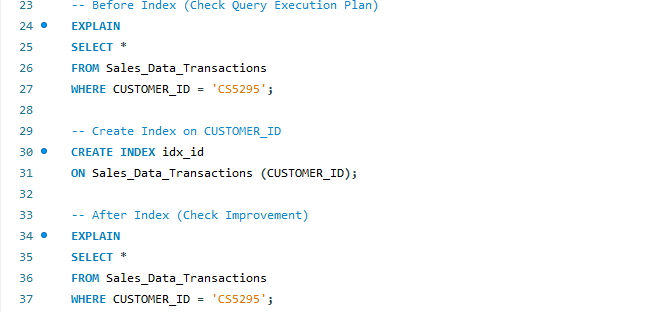 23 -- Before Index (Check Query Execution Plan)
24 EXPLAIN
25 SELECT *
26 FROM Sales_Data_Transactions
27 WHERE CUSTOMER_ID = 'CS5295';
28
29 -- Create Index on CUSTOMER_ID
30 CREATE INDEX idx_id
31 ON Sales_Data_Transactions (CUSTOMER_ID);
32
33 -- After Index (Check Improvement)
34 EXPLAIN
35 SELECT *
36 FROM Sales_Data_Transactions
37 WHERE CUSTOMER_ID = 'CS5295';